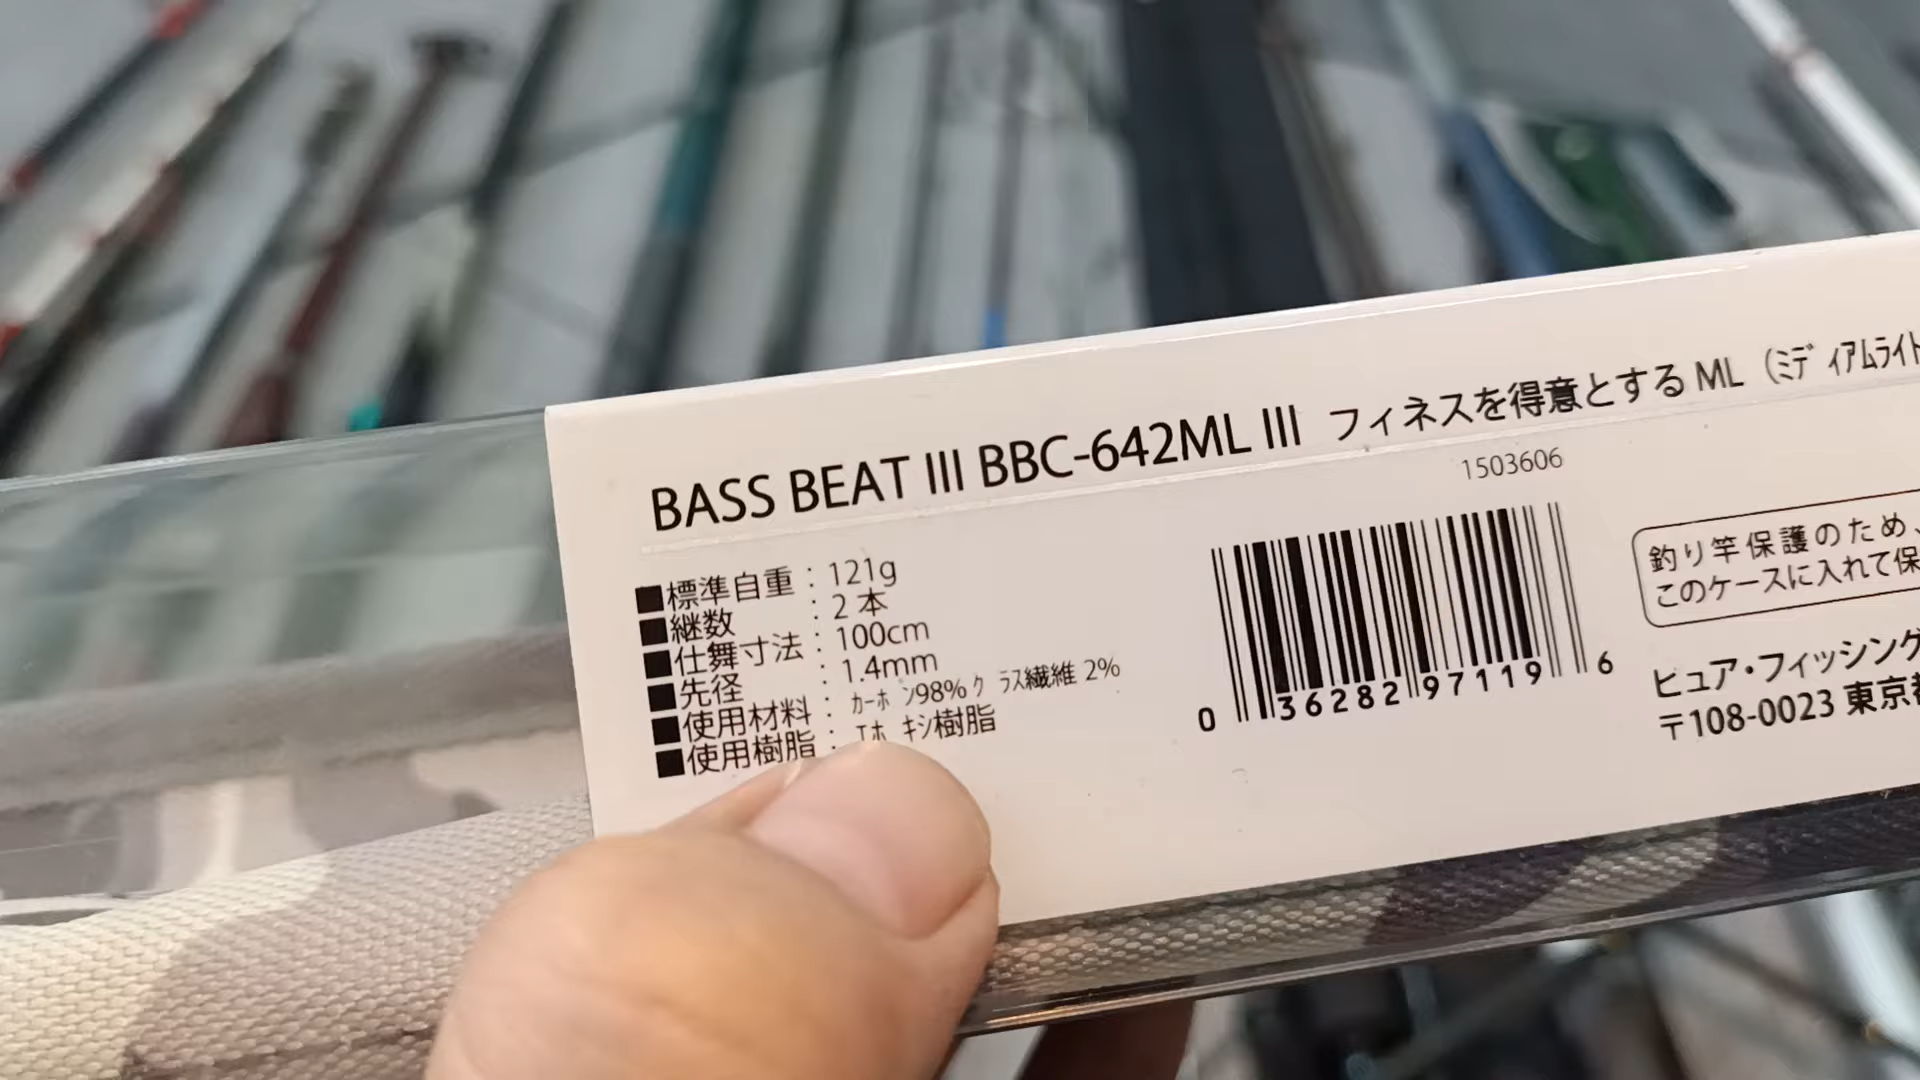 BASS BEAT III BBC-642ML III フィネスを得意とする ML（ﾐﾃﾞｨｱﾑﾗｲﾄ
1503606
■標準自重：121g
■継数：2 本
■仕舞寸法：100cm
■先径：1.4mm
■使用材料：ｶｰﾎ ﾝ98% ｸ ﾗｽ繊維 2%
■使用樹脂：ｴﾎ ｷｼ樹脂
0 36282 97119 6
釣り竿保護のため、
このケースに入れて保
ピュア・フィッシング
〒108-0023 東京都